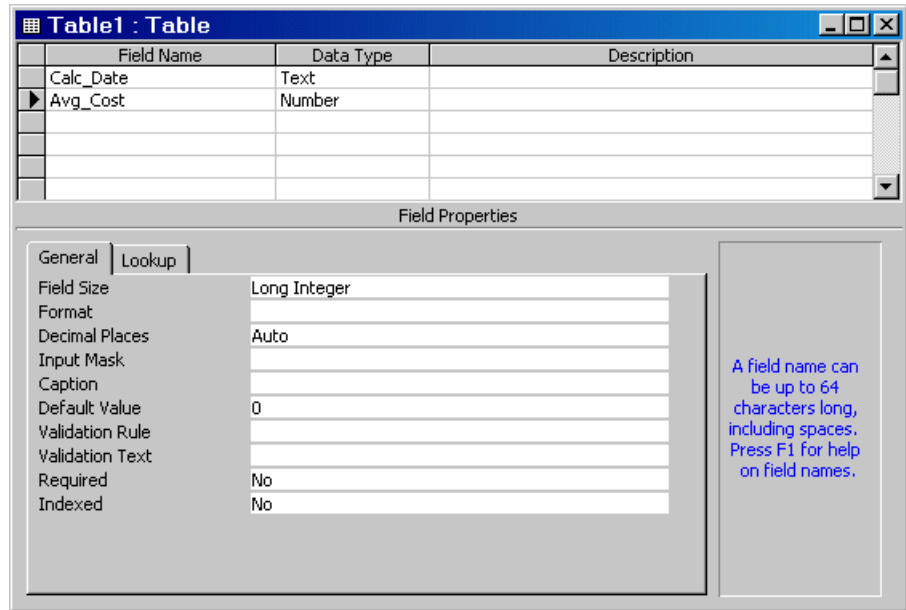 Table1 : Table
Field Name Data Type Description
Calc_Date Text
Avg_Cost Number
Field Properties
General Lookup
Field Size Long Integer
Format
Decimal Places Auto
Input Mask
Caption
Default Value 0
Validation Rule
Validation Text
Required No
Indexed No
A field name can
be up to 64
characters long,
including spaces.
Press F1 for help
on field names.